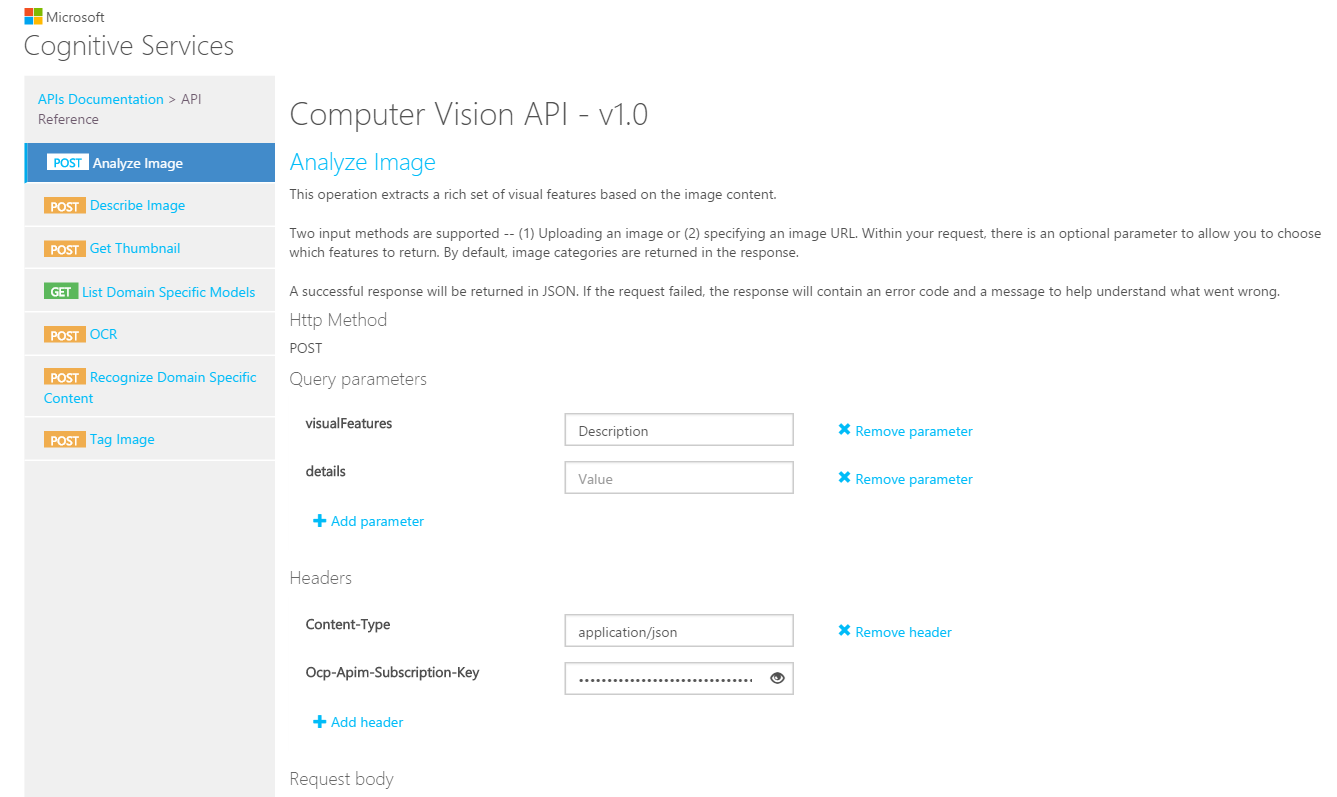 Microsoft
Cognitive Services
APIs Documentation > API
Reference
POST Analyze Image
POST Describe Image
POST Get Thumbnail
GET List Domain Specific Models
POST OCR
POST Recognize Domain Specific
Content
POST Tag Image
Computer Vision API - v1.0
Analyze Image
This operation extracts a rich set of visual features based on the image content.
Two input methods are supported -- (1) Uploading an image or (2) specifying an image URL. Within your request, there is an optional parameter to allow you to choose
which features to return. By default, image categories are returned in the response.
A successful response will be returned in JSON. If the request failed, the response will contain an error code and a message to help understand what went wrong.
Http Method
POST
Query parameters
visualFeatures Description Remove parameter
details Value Remove parameter
Add parameter
Headers
Content-Type application/json Remove header
Ocp-Apim-Subscription-Key
Add header
Request body